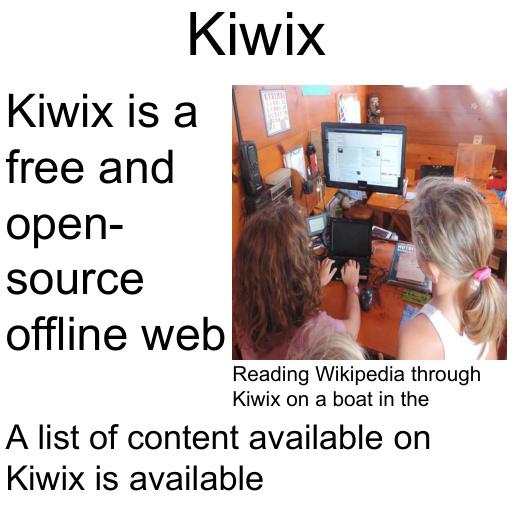 Kiwix
Kiwix is a
free and
open-
source
offline web
Reading Wikipedia through
Kiwix on a boat in the
A list of content available on
Kiwix is available